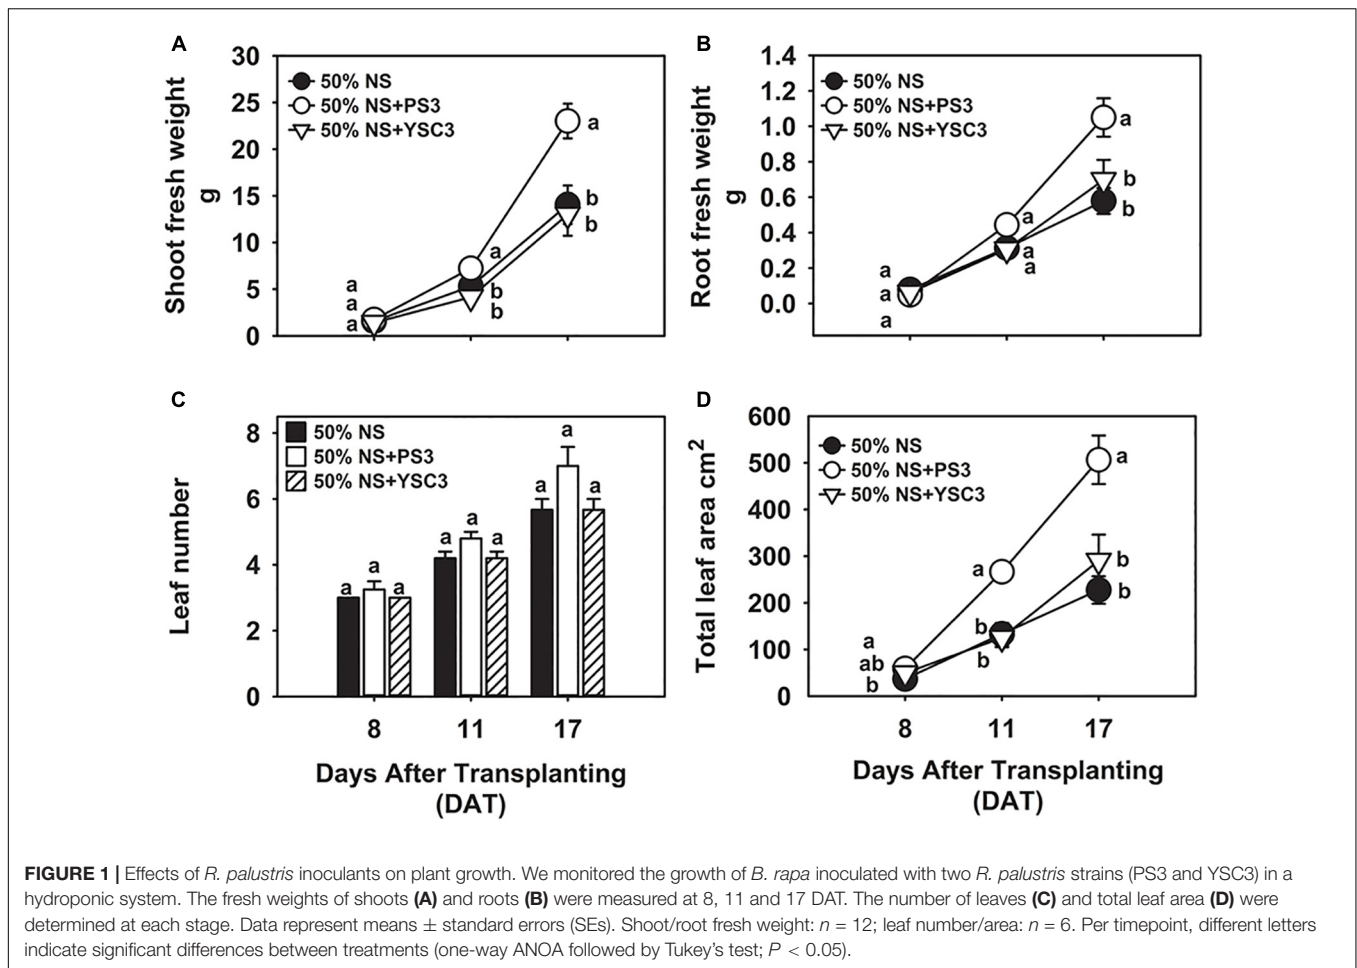 A
30
25
20
15
10
5
0
Shoot fresh weight
g
50% NS
50% NS+PS3
50% NS+YSC3
a
a
a
a
b
b
a
b
b
B
1.4
1.2
1.0
0.8
0.6
0.4
0.2
0.0
Root fresh weight
g
50% NS
50% NS+PS3
50% NS+YSC3
a
a
a
a
a
a
a
b
b
C
8
6
4
2
0
Leaf number
50% NS
50% NS+PS3
50% NS+YSC3
a
a
a
a
a
a
a
a
a
8
11
17
Days After Transplanting
(DAT)
D
600
500
400
300
200
100
0
Total leaf area cm²
50% NS
50% NS+PS3
50% NS+YSC3
a
ab
b
a
b
b
a
b
b
8
11
17
Days After Transplanting
(DAT)
FIGURE 1 | Effects of R. palustris inoculants on plant growth. We monitored the growth of B. rapa inoculated with two R. palustris strains (PS3 and YSC3) in a
hydroponic system. The fresh weights of shoots (A) and roots (B) were measured at 8, 11 and 17 DAT. The number of leaves (C) and total leaf area (D) were
determined at each stage. Data represent means ± standard errors (SEs). Shoot/root fresh weight: n = 12; leaf number/area: n = 6. Per timepoint, different letters
indicate significant differences between treatments (one-way ANOA followed by Tukey's test; P < 0.05).